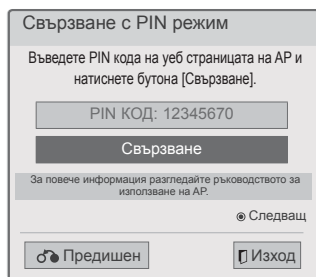 Свързване с PIN режим
Въведете PIN кода на уеб страницата на AP и
натиснете бутона [Свързване].
PIN КОД: 12345670
Свързване
За повече информация разгледайте ръководството за
използване на AP.
Следващ
Предишен
Изход